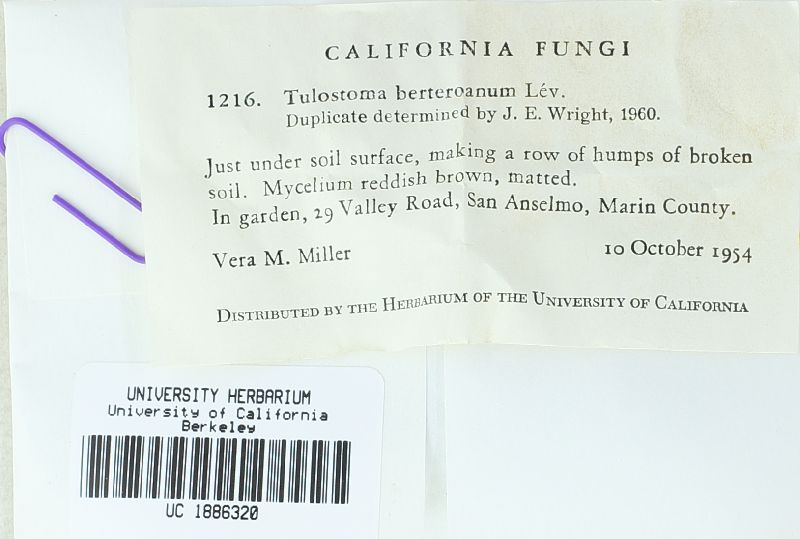 CALIFORNIA FUNGI
1216. Tulostoma berteroanum Lév.
Duplicate determined by J. E. Wright, 1960.
Just under soil surface, making a row of humps of broken
soil. Mycelium reddish brown, matted.
In garden, 29 Valley Road, San Anselmo, Marin County.
Vera M. Miller 10 October 1954
DISTRIBUTED BY THE HERBARIUM OF THE UNIVERSITY OF CALIFORNIA
UNIVERSITY HERBARIUM
University of California
Berkeley
UC 1886320